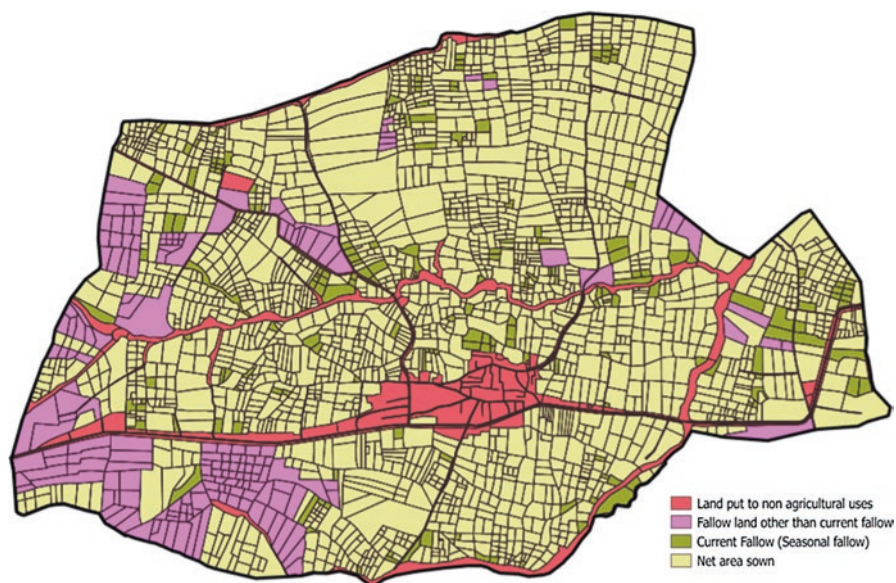 Land put to non agricultural uses
Fallow land other than current fallow
Current Fallow (Seasonal fallow)
Net area sown